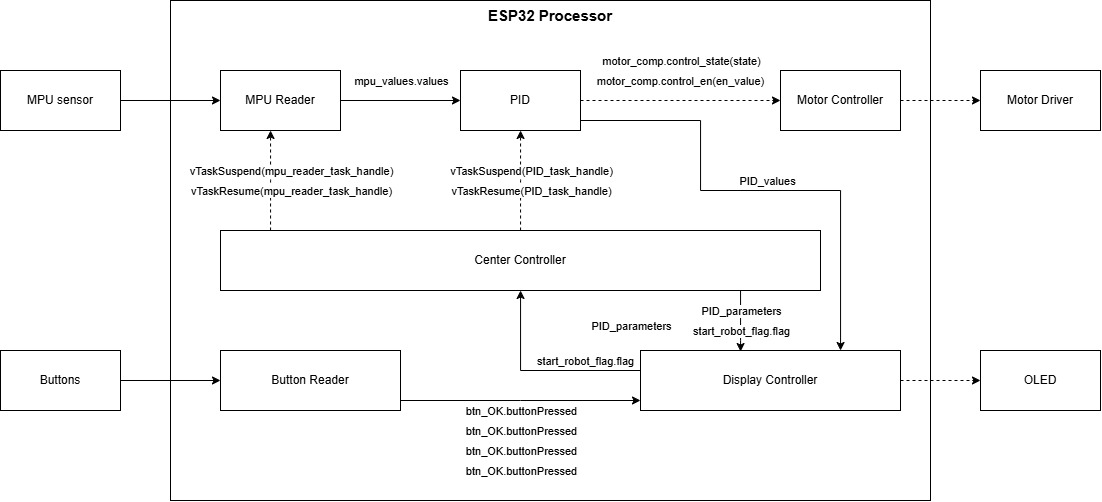 ESP32 Processor
motor_comp.control_state(state)
mpu_values.values
motor_comp.control_en(en_value)
MPU sensor
MPU Reader
PID
Motor Controller
Motor Driver
vTaskSuspend(mpu_reader_task_handle)
vTaskResume(mpu_reader_task_handle)
vTaskSuspend(PID_task_handle)
vTaskResume(PID_task_handle)
PID_values
Center Controller
PID_parameters
start_robot_flag.flag
PID_parameters
start_robot_flag.flag
Buttons
Button Reader
Display Controller
OLED
btn_OK.buttonPressed
btn_OK.buttonPressed
btn_OK.buttonPressed
btn_OK.buttonPressed